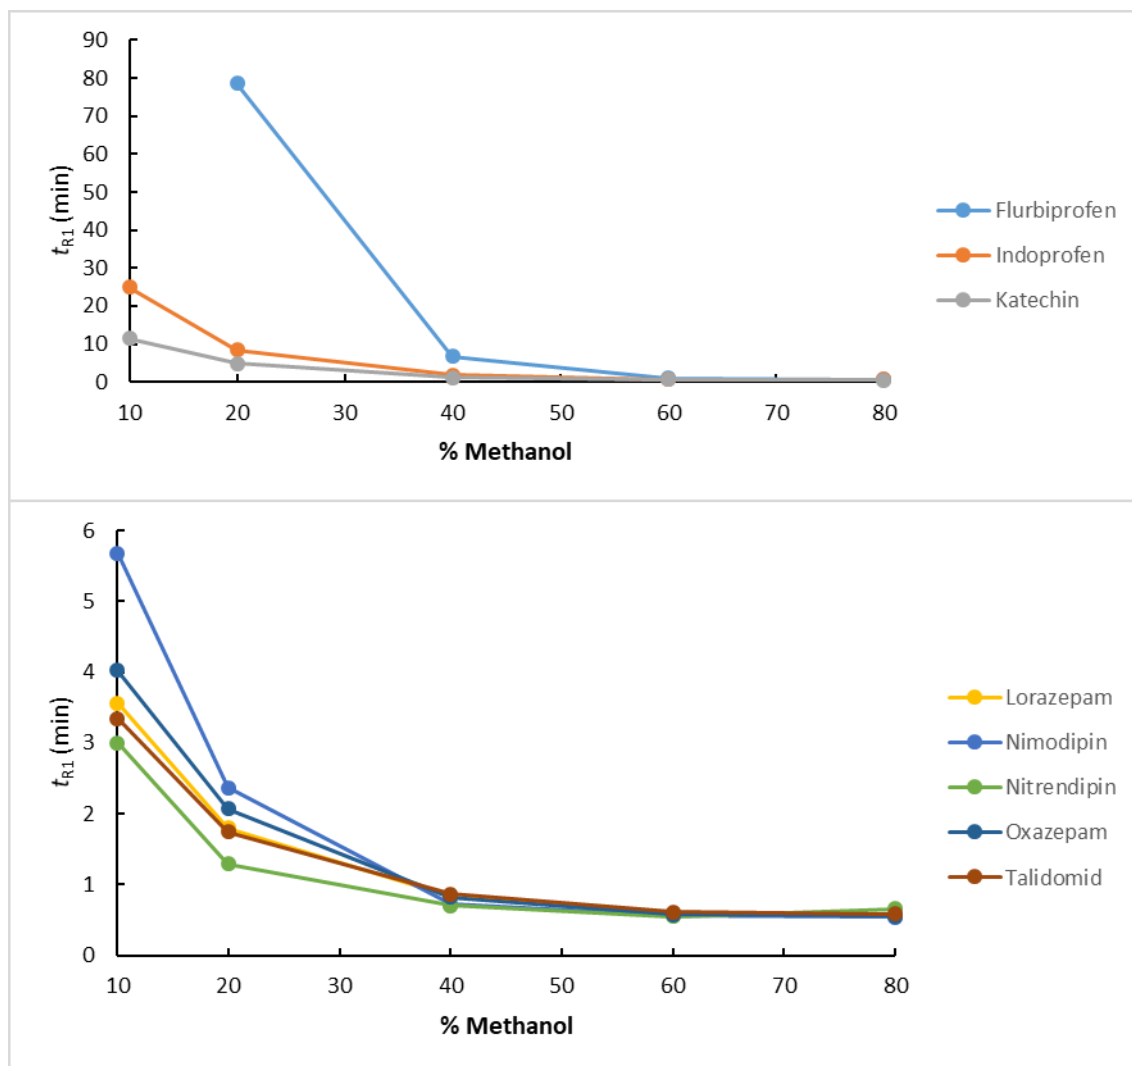 90
80
70
60
50
40
30
20
10
0
tR1 (min)
10 20 30 40 50 60 70 80
% Methanol
Flurbiprofen
Indoprofen
Katechin
6
5
4
3
2
1
0
tR1 (min)
10 20 30 40 50 60 70 80
% Methanol
Lorazepam
Nimodipin
Nitrendipin
Oxazepam
Talidomid